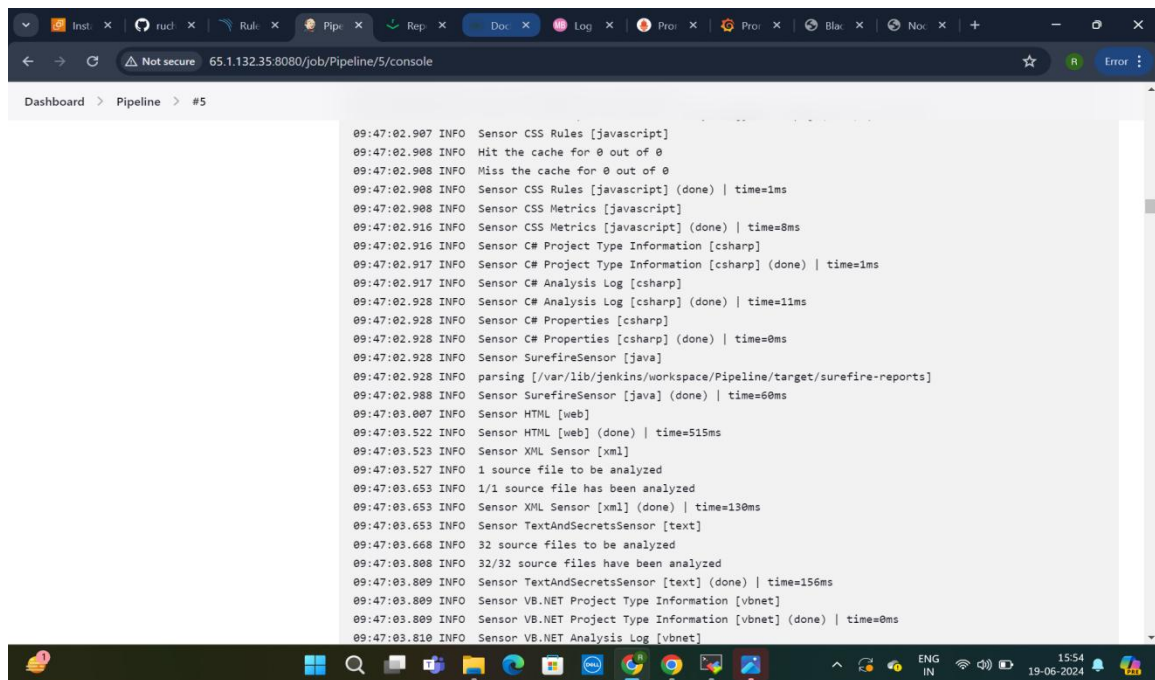 Inst
ruch
Rule
Pipe
Rep
Doc
MB Log
Pror
Pror
Blac
Noc
Not secure 65.1.132.35:8080/job/Pipeline/5/console
R
Error
Dashboard > Pipeline > #5
09:47:02.907 INFO Sensor CSS Rules [javascript]
09:47:02.908 INFO Hit the cache for 0 out of 0
09:47:02.908 INFO Miss the cache for 0 out of 0
09:47:02.908 INFO Sensor CSS Rules [javascript] (done) | time=1ms
09:47:02.908 INFO Sensor CSS Metrics [javascript]
09:47:02.916 INFO Sensor CSS Metrics [javascript] (done) | time=8ms
09:47:02.916 INFO Sensor C# Project Type Information [csharp]
09:47:02.917 INFO Sensor C# Project Type Information [csharp] (done) | time=1ms
09:47:02.917 INFO Sensor C# Analysis Log [csharp]
09:47:02.928 INFO Sensor C# Analysis Log [csharp] (done) | time=11ms
09:47:02.928 INFO Sensor C# Properties [csharp]
09:47:02.928 INFO Sensor C# Properties [csharp] (done) | time=0ms
09:47:02.928 INFO Sensor SurefireSensor [java]
09:47:02.928 INFO parsing [/var/lib/jenkins/workspace/Pipeline/target/surefire-reports]
09:47:02.988 INFO Sensor SurefireSensor [java] (done) | time=60ms
09:47:03.007 INFO Sensor HTML [web]
09:47:03.522 INFO Sensor HTML [web] (done) | time=515ms
09:47:03.523 INFO Sensor XML Sensor [xml]
09:47:03.527 INFO 1 source file to be analyzed
09:47:03.653 INFO 1/1 source file has been analyzed
09:47:03.653 INFO Sensor XML Sensor [xml] (done) | time=130ms
09:47:03.653 INFO Sensor TextAndSecretsSensor [text]
09:47:03.668 INFO 32 source files to be analyzed
09:47:03.808 INFO 32/32 source files have been analyzed
09:47:03.809 INFO Sensor TextAndSecretsSensor [text] (done) | time=156ms
09:47:03.809 INFO Sensor VB.NET Project Type Information [vbnet]
09:47:03.809 INFO Sensor VB.NET Project Type Information [vbnet] (done) | time=0ms
09:47:03.810 INFO Sensor VB.NET Analysis Log [vbnet]
ENG
IN
15:54
19-06-2024